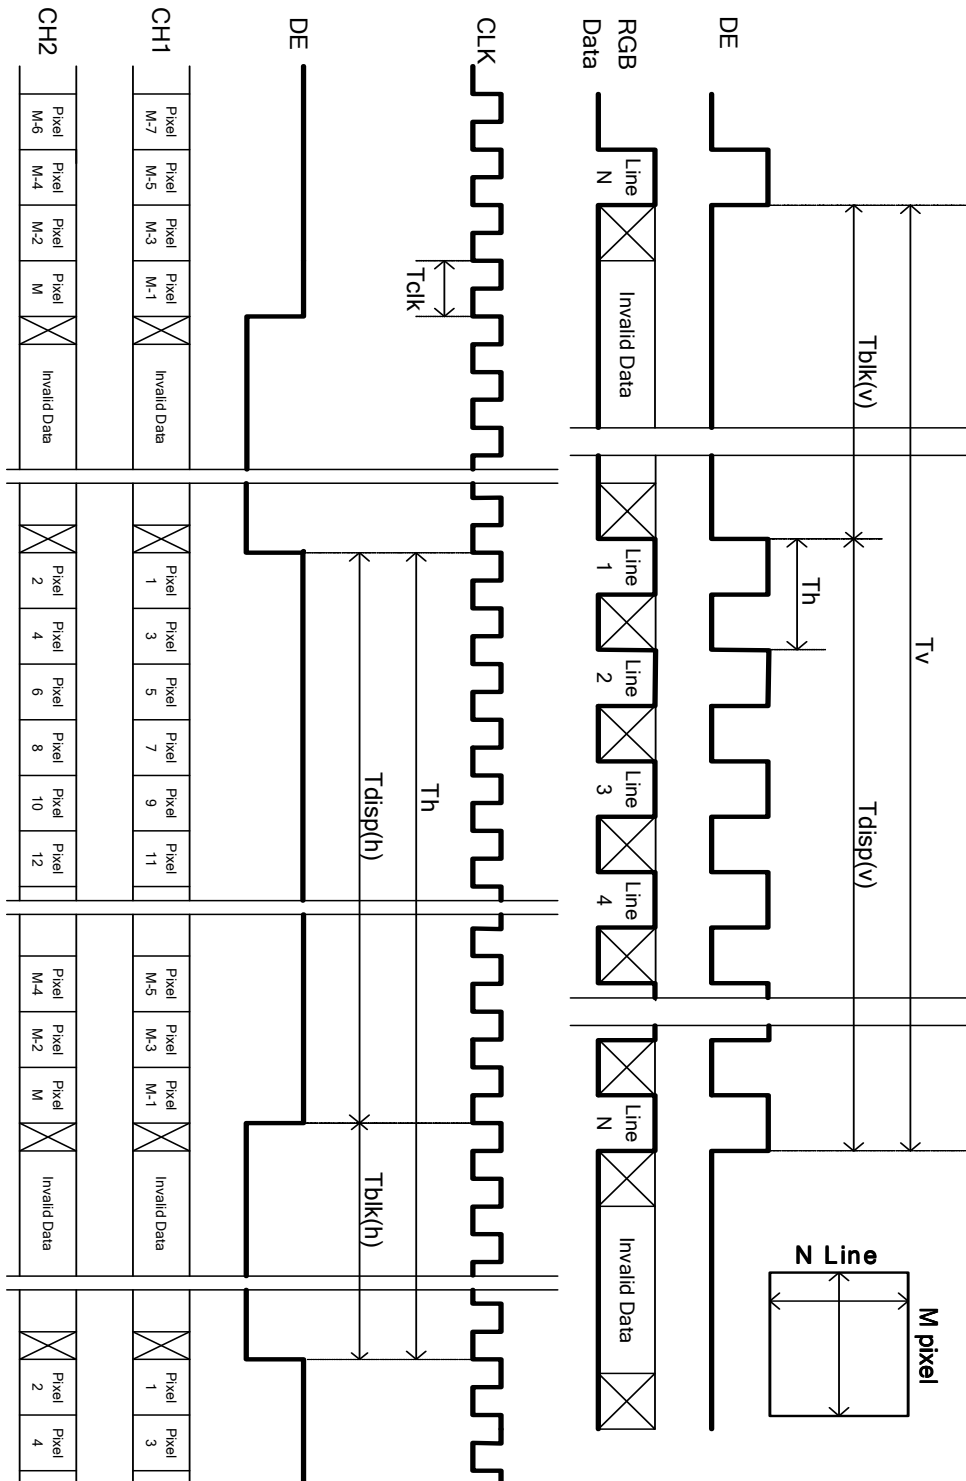 Tv
Tblk(v)
Tdisp(v)
Th
DE
RGB
Data
Line
N
Invalid Data
Line
1
Line
2
Line
3
Line
4
Line
N
Invalid Data
M pixel
N Line
CLK
Tclk
Th
Tdisp(h)
Tblk(h)
DE
CH1
Pixel
M-7
Pixel
M-5
Pixel
M-3
Pixel
M-1
Invalid Data
Pixel
1
Pixel
3
Pixel
5
Pixel
7
Pixel
9
Pixel
11
Pixel
M-5
Pixel
M-3
Pixel
M-1
Invalid Data
Pixel
1
Pixel
3
CH2
Pixel
M-6
Pixel
M-4
Pixel
M-2
Pixel
M
Invalid Data
Pixel
2
Pixel
4
Pixel
6
Pixel
8
Pixel
10
Pixel
12
Pixel
M-4
Pixel
M-2
Pixel
M
Invalid Data
Pixel
2
Pixel
4